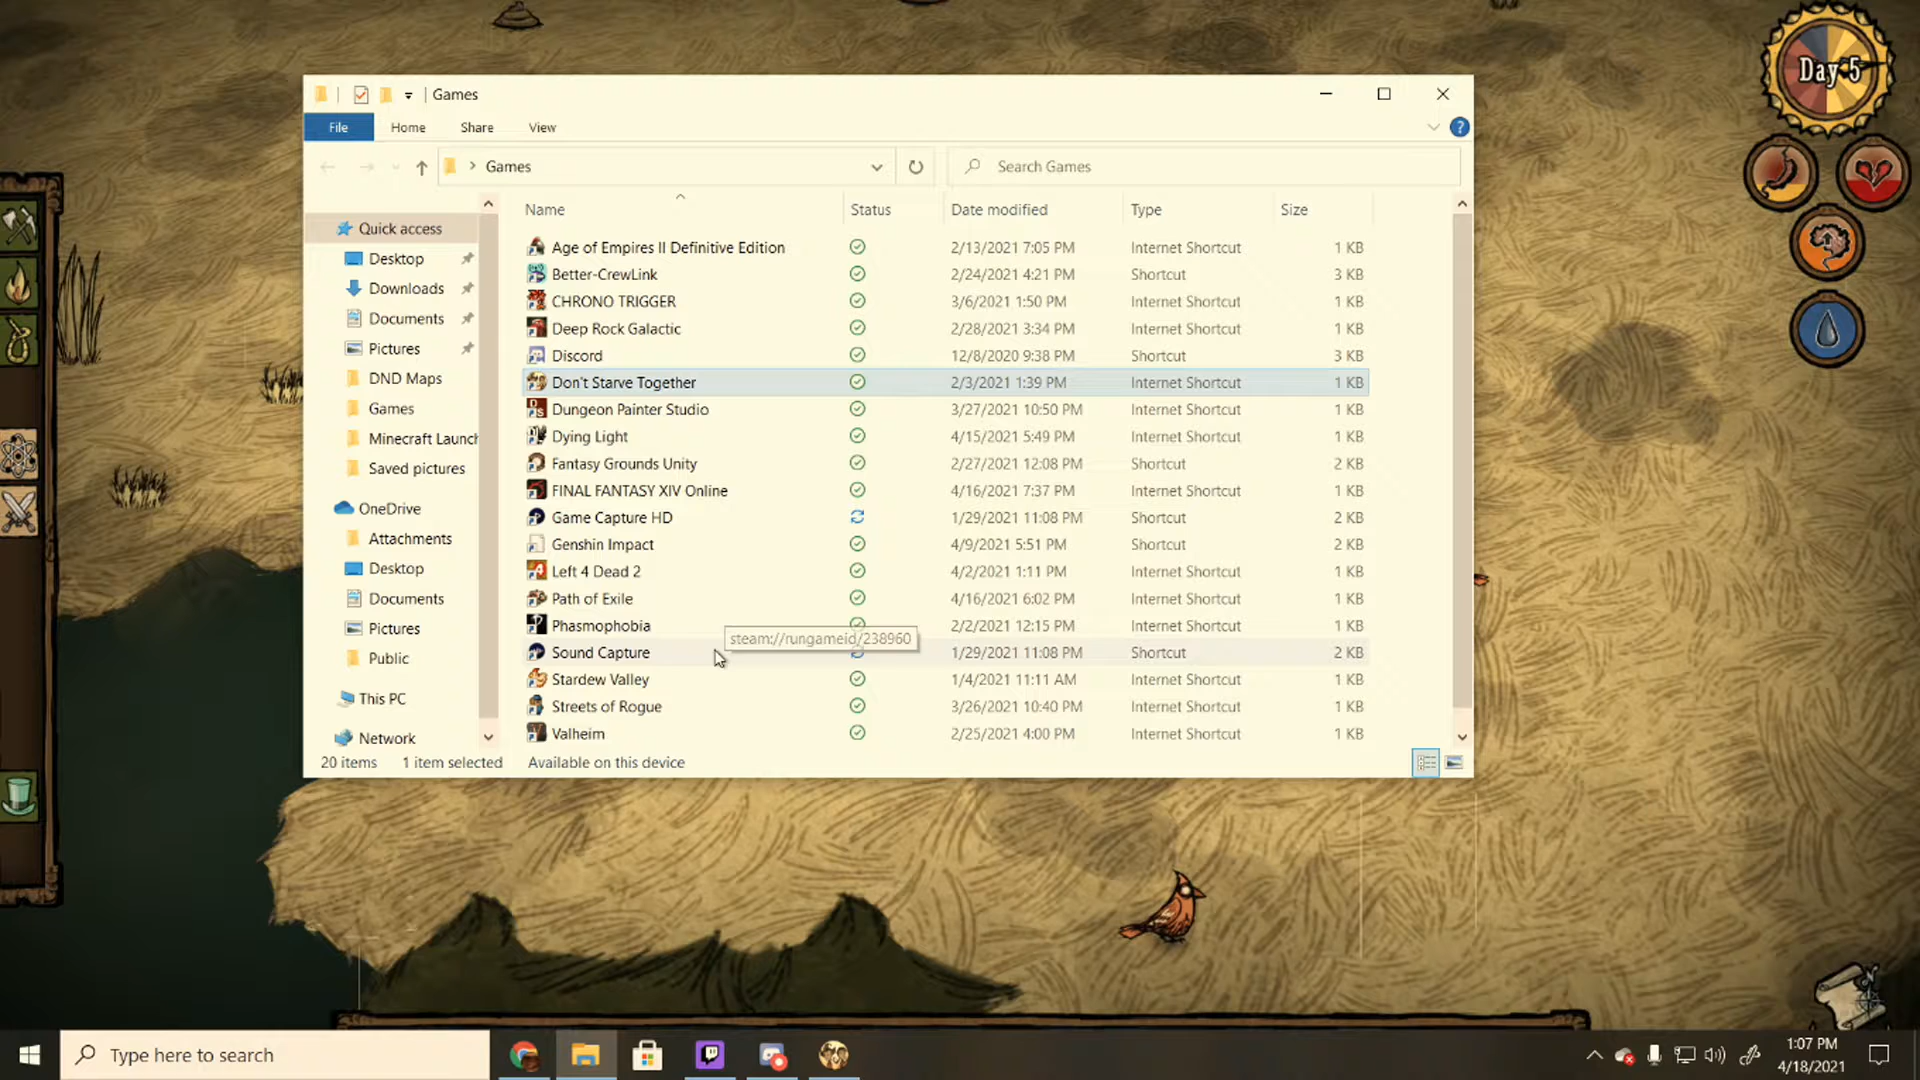 Day 5
Games
File Home Share View
Games
Search Games
Name Status Date modified Type Size
Quick access
Desktop
Downloads
Documents
Pictures
DND Maps
Games
Minecraft Launch
Saved pictures
OneDrive
Attachments
Desktop
Documents
Pictures
Public
This PC
Network
Age of Empires II Definitive Edition 2/13/2021 7:05 PM Internet Shortcut 1 KB
Better-CrewLink 2/24/2021 4:21 PM Shortcut 3 KB
CHRONO TRIGGER 3/6/2021 1:50 PM Internet Shortcut 1 KB
Deep Rock Galactic 2/28/2021 3:34 PM Internet Shortcut 1 KB
Discord 12/8/2020 9:38 PM Shortcut 3 KB
Don't Starve Together 2/3/2021 1:39 PM Internet Shortcut 1 KB
Dungeon Painter Studio 3/27/2021 10:50 PM Internet Shortcut 1 KB
Dying Light 4/15/2021 5:49 PM Internet Shortcut 1 KB
Fantasy Grounds Unity 2/27/2021 12:08 PM Shortcut 2 KB
FINAL FANTASY XIV Online 4/16/2021 7:37 PM Internet Shortcut 1 KB
Game Capture HD 1/29/2021 11:08 PM Shortcut 2 KB
Genshin Impact 4/9/2021 5:51 PM Shortcut 2 KB
Left 4 Dead 2 4/2/2021 1:11 PM Internet Shortcut 1 KB
Path of Exile 4/16/2021 6:02 PM Internet Shortcut 1 KB
Phasmophobia 2/2/2021 12:15 PM Internet Shortcut 1 KB
steam://rungameid/238960
Sound Capture 1/29/2021 11:08 PM Shortcut 2 KB
Stardew Valley 1/4/2021 11:11 AM Internet Shortcut 1 KB
Streets of Rogue 3/26/2021 10:40 PM Internet Shortcut 1 KB
Valheim 2/25/2021 4:00 PM Internet Shortcut 1 KB
20 items 1 item selected Available on this device
Type here to search
1:07 PM
4/18/2021